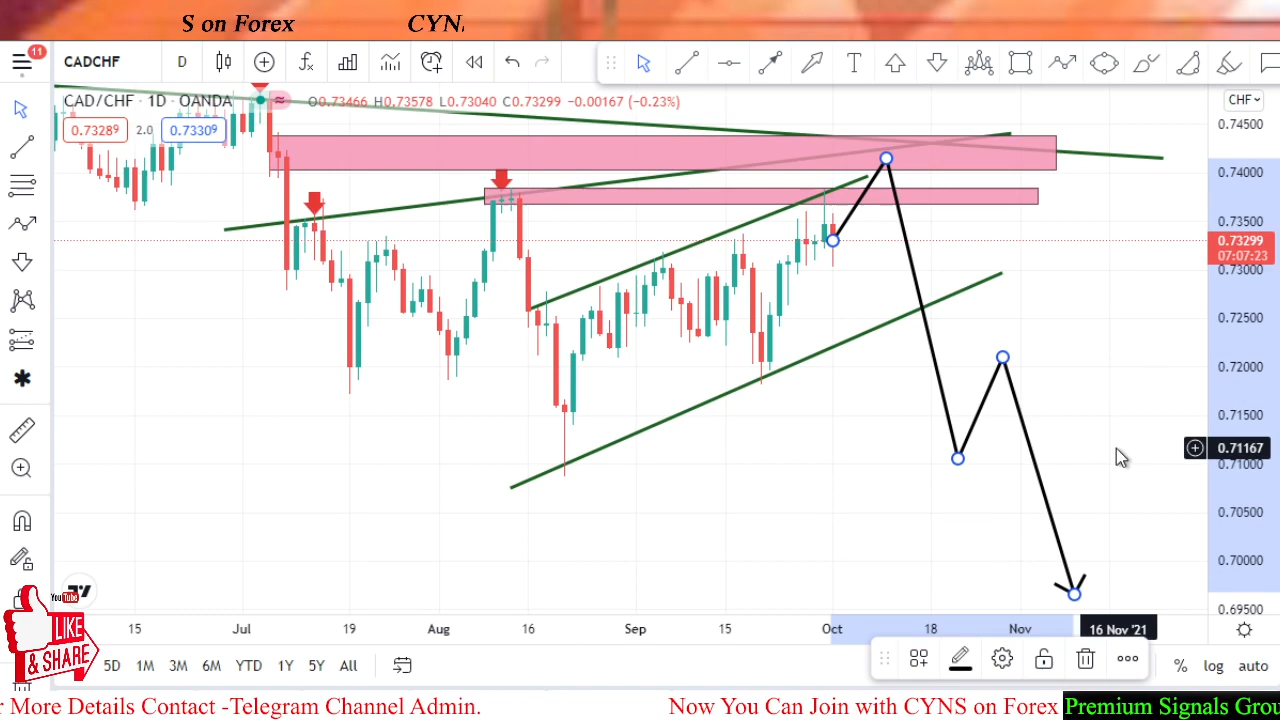 S on Forex CYNS
11
CADCHF D
CAD/CHF · 1D · OANDA O0.73466 H0.73578 L0.73040 C0.73299 −0.00167 (−0.23%)
CHF
0.73289 2.0 0.73309
0.74500
0.74000
0.73500
0.73299
07:07:23
0.73000
0.72500
0.72000
0.71500
0.71167
0.71000
0.70500
0.70000
0.69500
15 Jul 19 Aug 16 Sep 15 Oct 18 Nov 16 Nov '21
You Tube
LIKE
& SHARE
5D 1M 3M 6M YTD 1Y 5Y All % log auto
r More Details Contact -Telegram Channel Admin. Now You Can Join with CYNS on Forex Premium Signals Grou